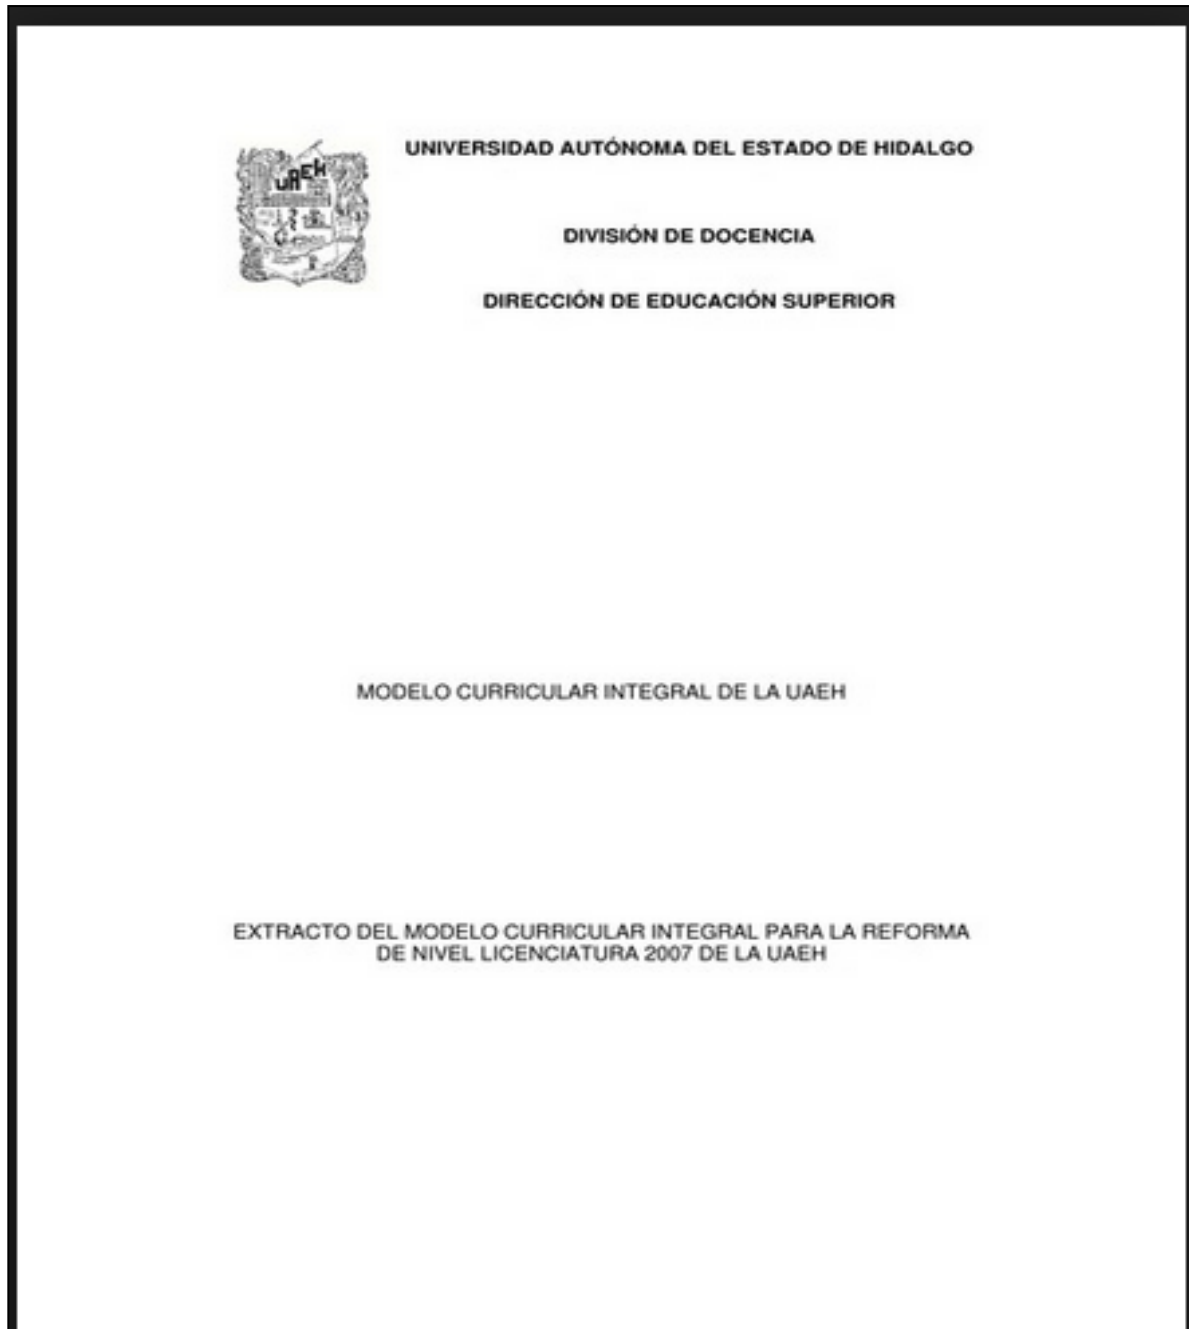 UAEH
UNIVERSIDAD AUTÓNOMA DEL ESTADO DE HIDALGO
DIVISIÓN DE DOCENCIA
DIRECCIÓN DE EDUCACIÓN SUPERIOR
MODELO CURRICULAR INTEGRAL DE LA UAEH
EXTRACTO DEL MODELO CURRICULAR INTEGRAL PARA LA REFORMA
DE NIVEL LICENCIATURA 2007 DE LA UAEH